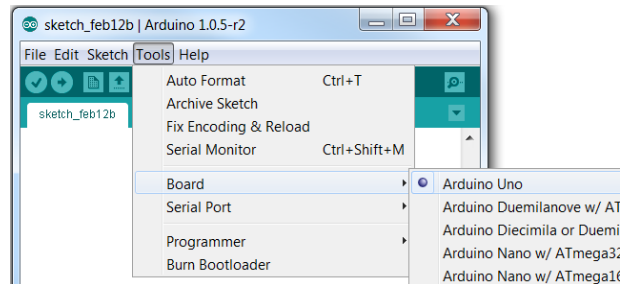 sketch_feb12b | Arduino 1.0.5-r2
File Edit Sketch Tools Help
Auto Format Ctrl+T
sketch_feb12b
Archive Sketch
Fix Encoding & Reload
Serial Monitor Ctrl+Shift+M
Board
Arduino Uno
Serial Port
Arduino Duemilanove w/ AT
Arduino Diecimila or Duemi
Programmer
Arduino Nano w/ ATmega32
Burn Bootloader
Arduino Nano w/ ATmega16